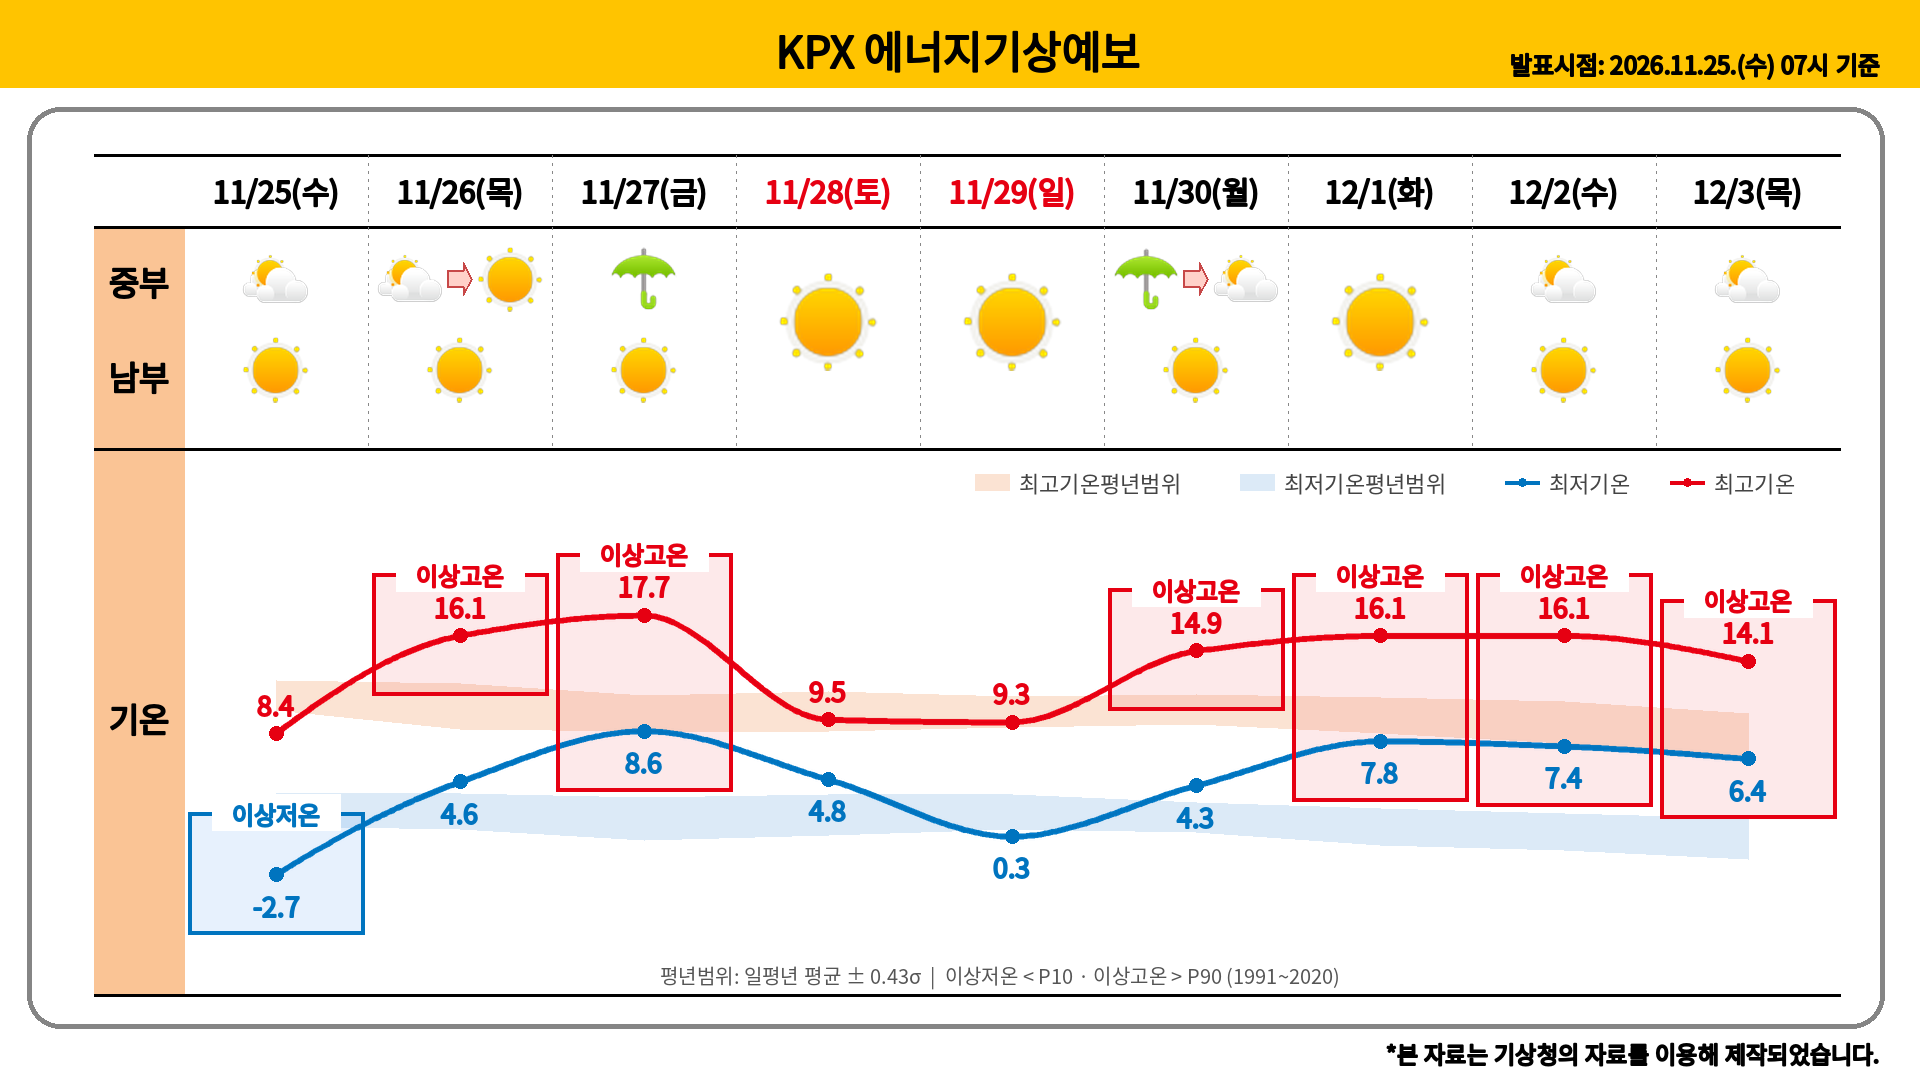 KPX 에너지기상예보
발표시점: 2026.11.25.(수) 07시 기준
11/25(수) 11/26(목) 11/27(금) 11/28(토) 11/29(일) 11/30(월) 12/1(화) 12/2(수) 12/3(목)
중부
남부
기온
최고기온평년범위 최저기온평년범위 최저기온 최고기온
8.4
이상고온
16.1
이상고온
17.7
9.5
9.3
이상고온
14.9
이상고온
16.1
이상고온
16.1
이상고온
14.1
이상저온
-2.7
4.6
8.6
4.8
0.3
4.3
7.8
7.4
6.4
평년범위: 일평년 평균 ± 0.43σ | 이상저온 < P10 · 이상고온 > P90 (1991~2020)
*본 자료는 기상청의 자료를 이용해 제작되었습니다.